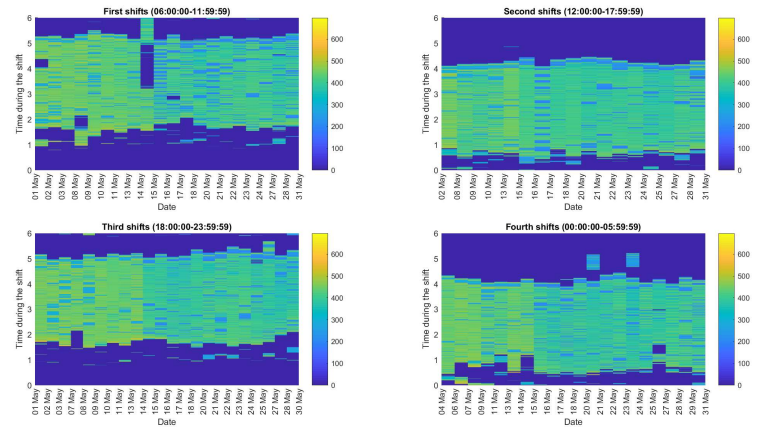 First shifts (06:00:00-11:59:59)
Time during the shift
6
5
4
3
2
1
0
01 May
02 May
03 May
07 May
08 May
09 May
10 May
11 May
13 May
14 May
15 May
16 May
17 May
18 May
20 May
21 May
22 May
23 May
24 May
27 May
28 May
31 May
Date
600
500
400
300
200
100
0
Second shifts (12:00:00-17:59:59)
Time during the shift
6
5
4
3
2
1
0
02 May
07 May
08 May
09 May
10 May
13 May
14 May
15 May
16 May
17 May
18 May
20 May
21 May
22 May
23 May
24 May
25 May
27 May
28 May
29 May
31 May
Date
600
500
400
300
200
100
0
Third shifts (18:00:00-23:59:59)
Time during the shift
6
5
4
3
2
1
0
01 May
02 May
03 May
07 May
08 May
09 May
10 May
11 May
13 May
14 May
15 May
16 May
17 May
18 May
20 May
21 May
22 May
23 May
25 May
26 May
27 May
28 May
30 May
Date
600
500
400
300
200
100
0
Fourth shifts (00:00:00-05:59:59)
Time during the shift
6
5
4
3
2
1
0
04 May
06 May
07 May
09 May
11 May
12 May
13 May
14 May
15 May
16 May
17 May
19 May
20 May
21 May
22 May
23 May
25 May
26 May
28 May
29 May
30 May
31 May
Date
600
500
400
300
200
100
0